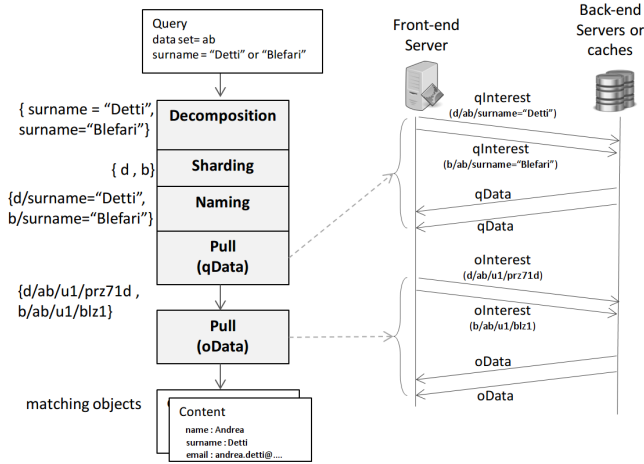 Query
data set= ab
surname = “Detti” or “Blefari”
{ surname = “Detti”,
surname=“Blefari”}
Decomposition
{ d , b}
Sharding
{d/surname=“Detti”,
b/surname=“Blefari”}
Naming
Pull
(qData)
{d/ab/u1/prz71d ,
b/ab/u1/blz1}
Pull
(oData)
matching objects
Content
name : Andrea
surname : Detti
email : andrea.detti@....
Front-end
Server
Back-end
Servers or
caches
qInterest
(d/ab/surname=“Detti”)
qInterest
(b/ab/surname=“Blefari”)
qData
qData
oInterest
(d/ab/u1/prz71d)
oInterest
(b/ab/u1/blz1)
oData
oData